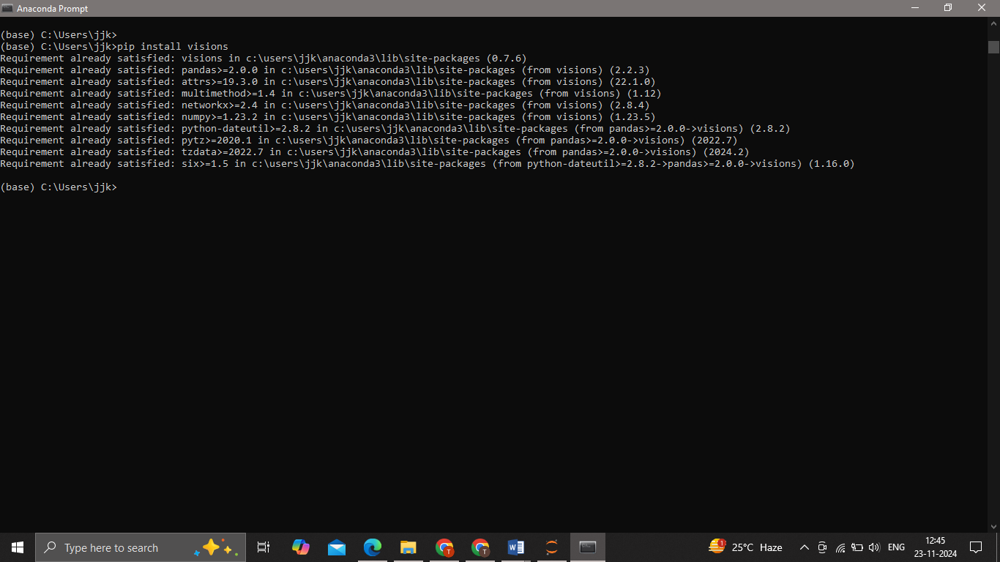 Anaconda Prompt
(base) C:\Users\jjk>
(base) C:\Users\jjk>pip install visions
Requirement already satisfied: visions in c:\users\jjk\anaconda3\lib\site-packages (0.7.6)
Requirement already satisfied: pandas>=2.0.0 in c:\users\jjk\anaconda3\lib\site-packages (from visions) (2.2.3)
Requirement already satisfied: attrs>=19.3.0 in c:\users\jjk\anaconda3\lib\site-packages (from visions) (22.1.0)
Requirement already satisfied: multimethod>=1.4 in c:\users\jjk\anaconda3\lib\site-packages (from visions) (1.12)
Requirement already satisfied: networkx>=2.4 in c:\users\jjk\anaconda3\lib\site-packages (from visions) (2.8.4)
Requirement already satisfied: numpy>=1.23.2 in c:\users\jjk\anaconda3\lib\site-packages (from visions) (1.23.5)
Requirement already satisfied: python-dateutil>=2.8.2 in c:\users\jjk\anaconda3\lib\site-packages (from pandas>=2.0.0->visions) (2.8.2)
Requirement already satisfied: pytz>=2020.1 in c:\users\jjk\anaconda3\lib\site-packages (from pandas>=2.0.0->visions) (2022.7)
Requirement already satisfied: tzdata>=2022.7 in c:\users\jjk\anaconda3\lib\site-packages (from pandas>=2.0.0->visions) (2024.2)
Requirement already satisfied: six>=1.5 in c:\users\jjk\anaconda3\lib\site-packages (from python-dateutil>=2.8.2->pandas>=2.0.0->visions) (1.16.0)
(base) C:\Users\jjk>
Type here to search
T
T
W
1
25°C Haze
ENG
12:45
23-11-2024